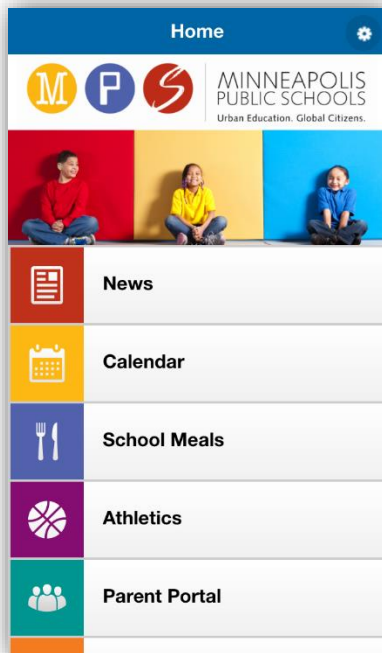 Home
M P S
MINNEAPOLIS
PUBLIC SCHOOLS
Urban Education. Global Citizens.
News
Calendar
School Meals
Athletics
Parent Portal